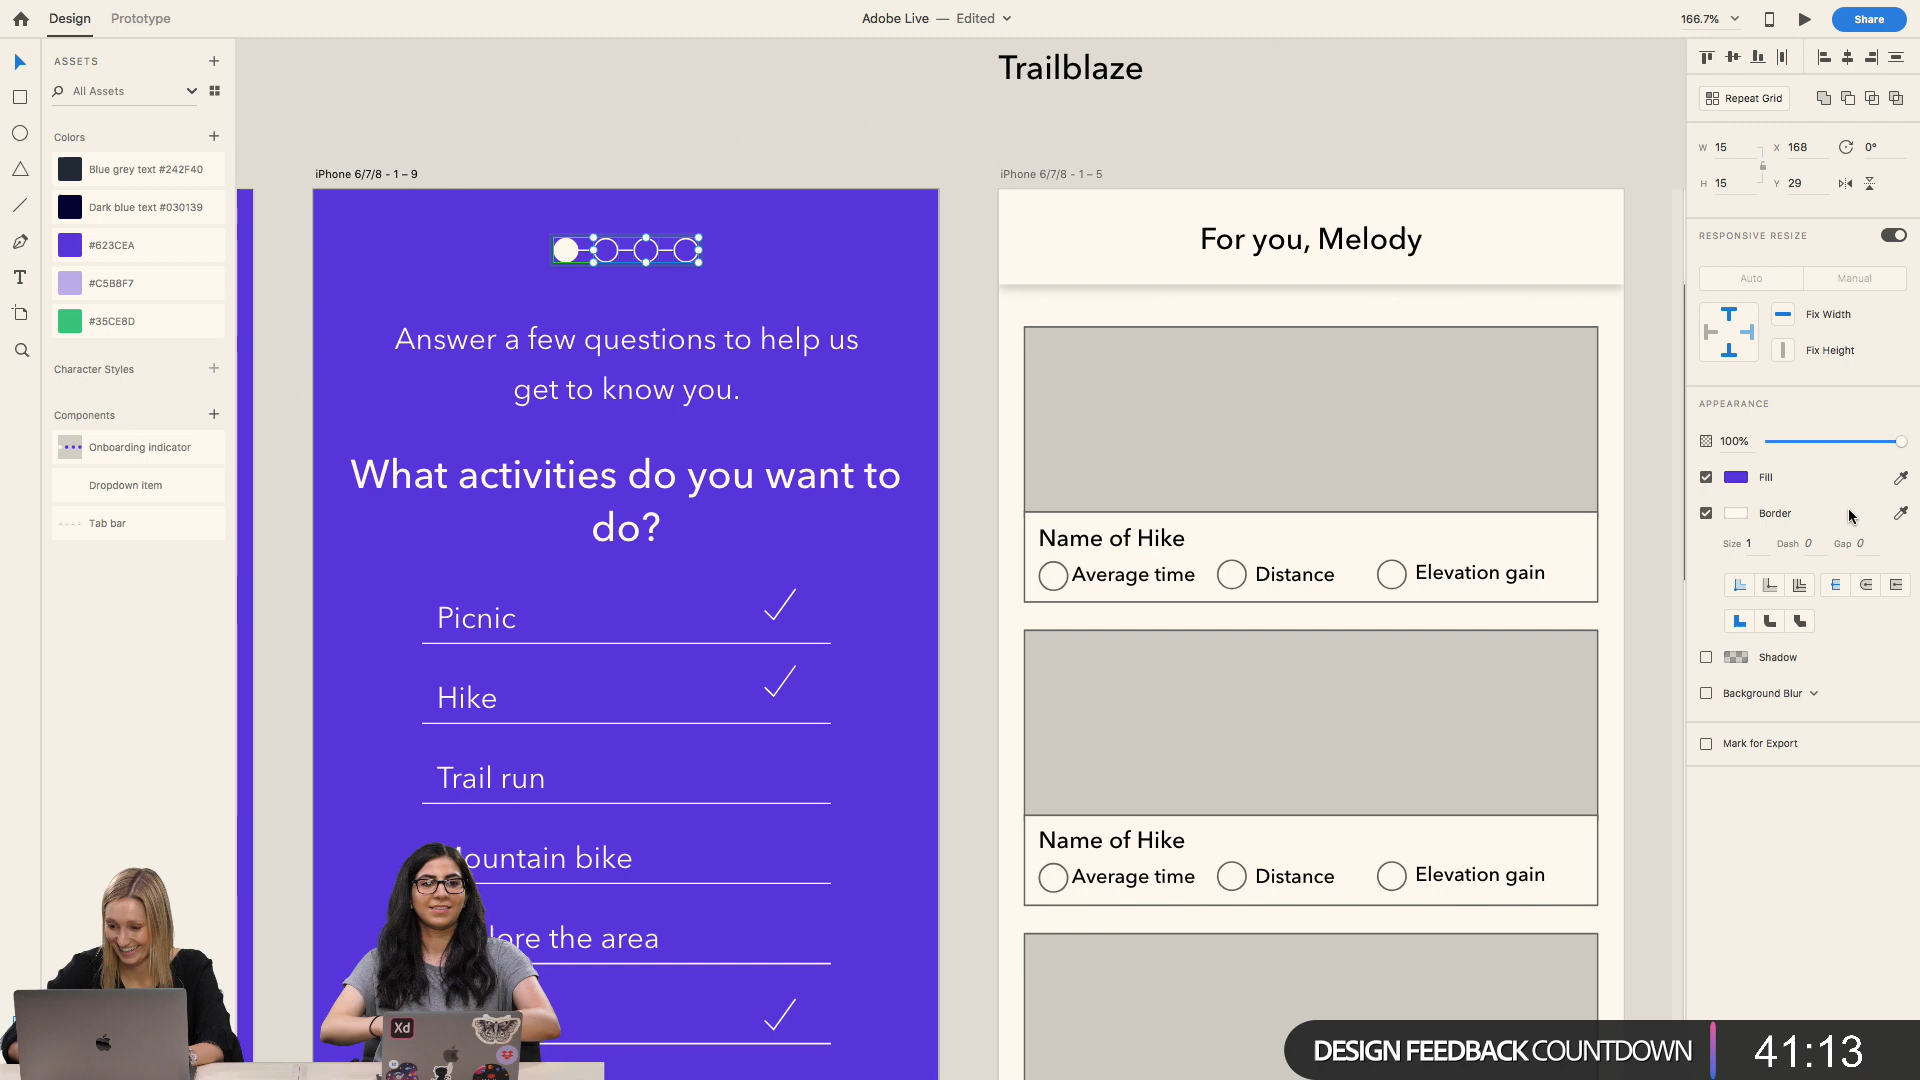 Design Prototype Adobe Live — Edited 166.7% Share
ASSETS
All Assets
Colors
Blue grey text #242F40
Dark blue text #030139
#623CEA
#C5B8F7
#35CE8D
Character Styles
Components
Onboarding indicator
Dropdown item
Tab bar
Trailblaze
iPhone 6/7/8 - 1 – 9
Answer a few questions to help us
get to know you.
What activities do you want to
do?
Picnic
Hike
Trail run
ountain bike
lore the area
Xd
iPhone 6/7/8 - 1 – 5
For you, Melody
Name of Hike
Average time Distance Elevation gain
Name of Hike
Average time Distance Elevation gain
Repeat Grid
W 15 X 168 0°
H 15 Y 29
RESPONSIVE RESIZE
Auto Manual
Fix Width
Fix Height
APPEARANCE
100%
Fill
Border
Size 1 Dash 0 Gap 0
Shadow
Background Blur
Mark for Export
DESIGN FEEDBACK COUNTDOWN 41:13